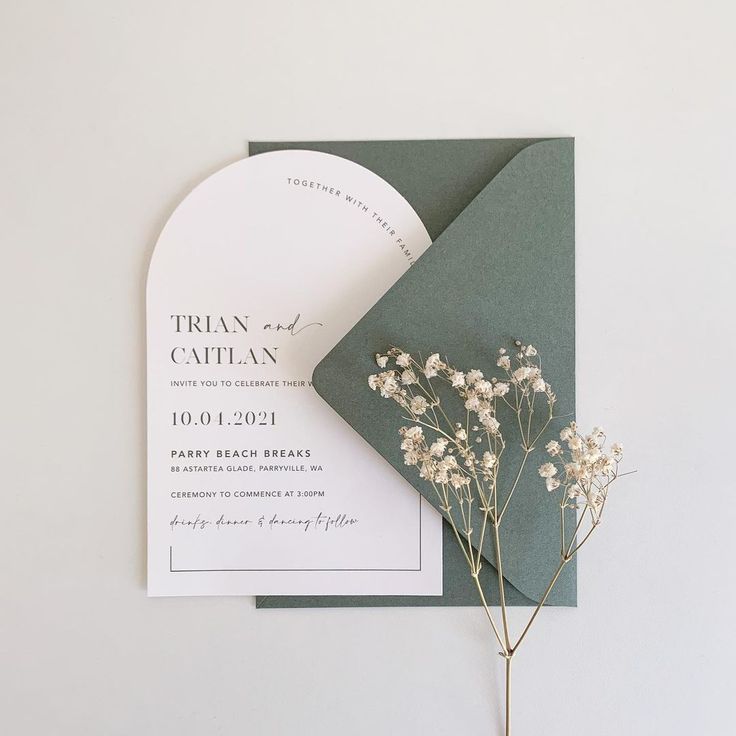 TOGETHER WITH THEIR
TRIAN and
CAITLAN
INVITE YOU TO CELEBRATE THEIR
10.04.2021
PARRY BEACH BREAKS
88 ASTARTEA GLADE, PARRYVILLE, WA
CEREMONY TO COMMENCE AT 3:00PM
drinks, dinner & dancing to follow